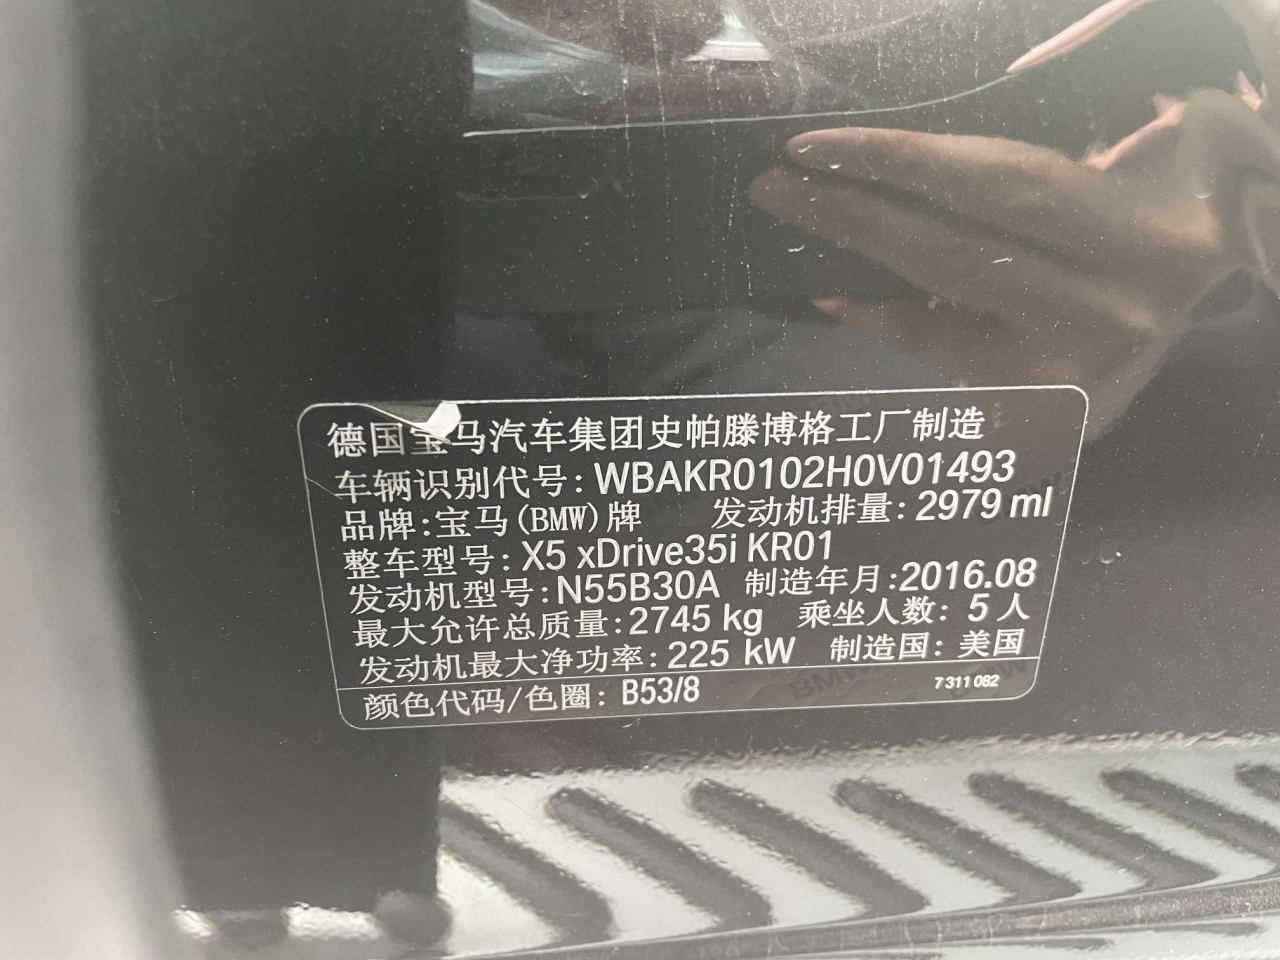 德国宝马汽车集团史帕滕博格工厂制造
车辆识别代号: WBAKR0102H0V01493
品牌:宝马(BMW)牌 发动机排量: 2979 ml
整车型号: X5 xDrive35i KR01
发动机型号: N55B30A 制造年月:2016.08
最大允许总质量:2745 kg 乘坐人数: 5 人
发动机最大净功率: 225 kW 制造国: 美国
颜色代码/色圈: B53/8 7 311 082